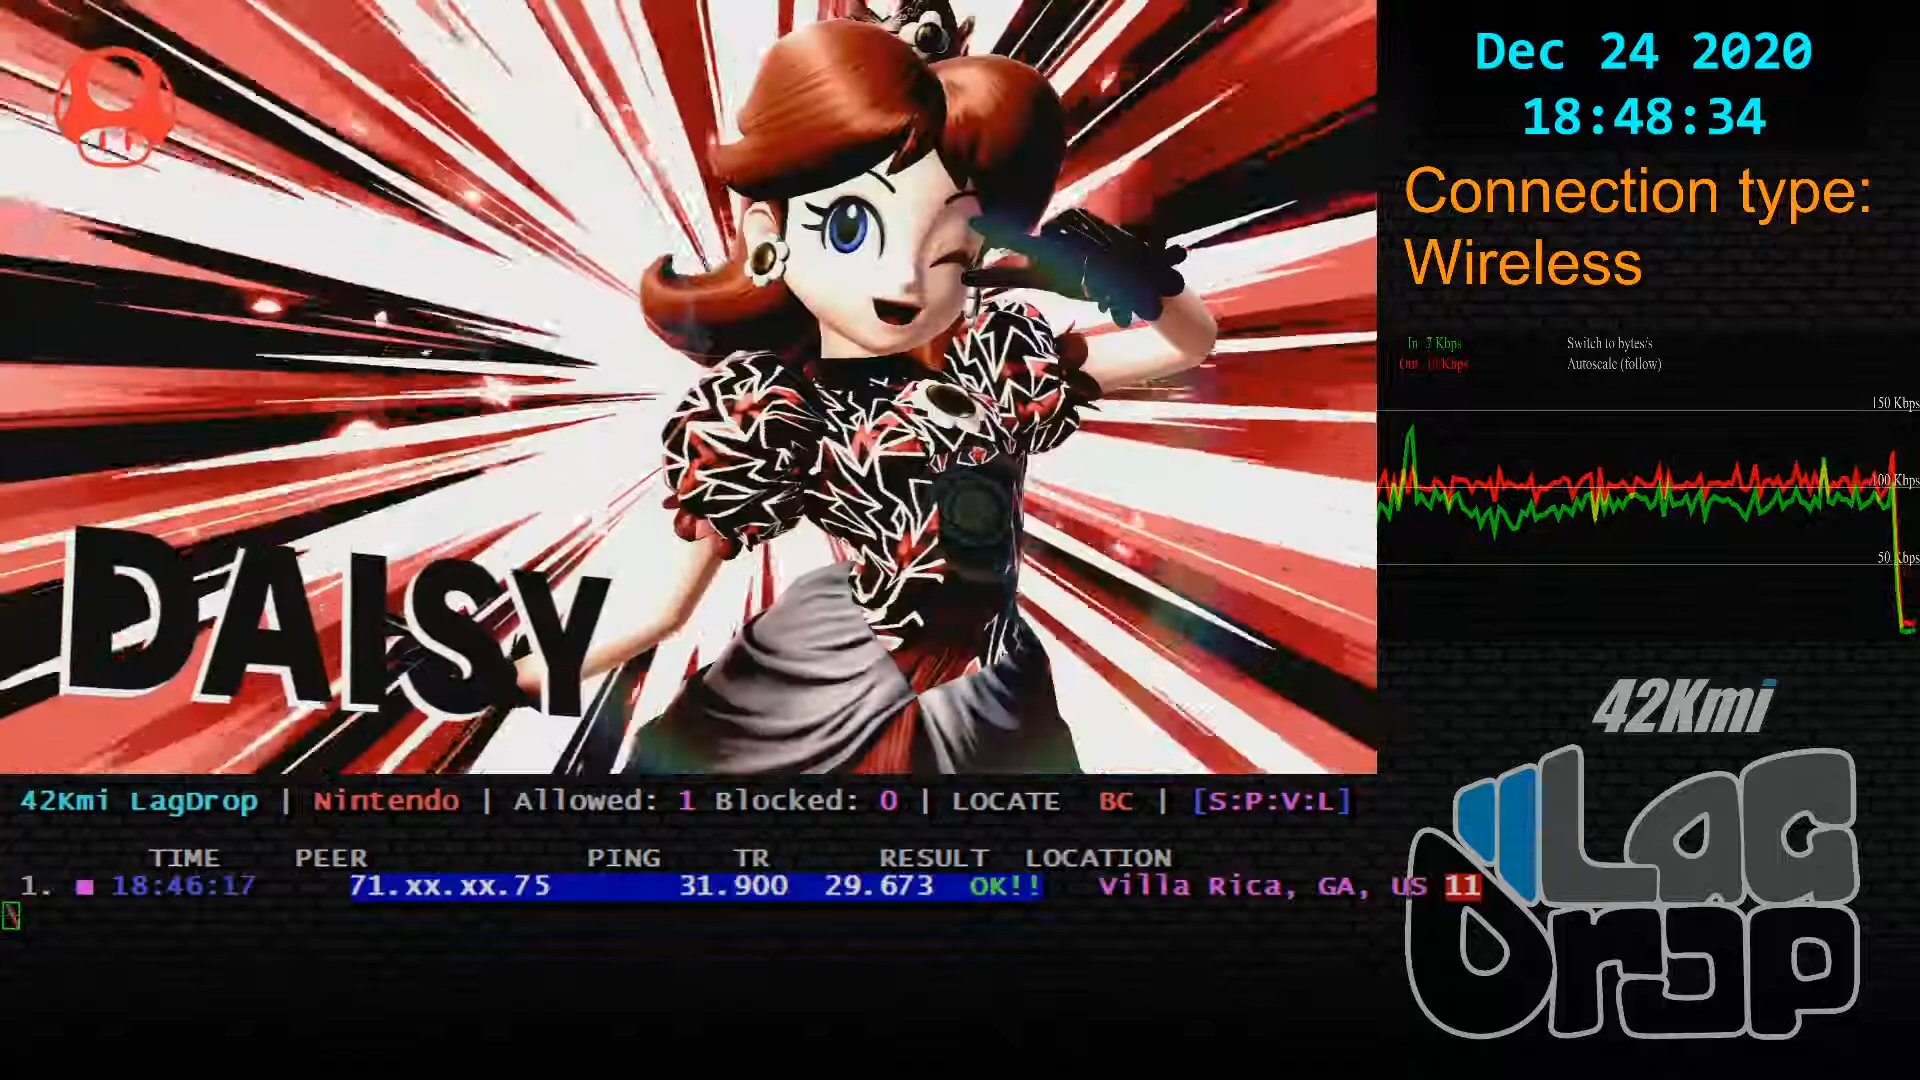 DAISY
Dec 24 2020
18:48:34
Connection type:
Wireless
Switch to bytes/s
Autoscale (follow)
150 Kbps
100 Kbps
50 Kbps
42Kmi LagDrop | Nintendo | Allowed: 1 Blocked: 0 | LOCATE BC | [S:P:V:L]
TIME PEER PING TR RESULT LOCATION
1. 18:46:17 71.xx.xx.75 31.900 29.673 OK!! Villa Rica, GA, US 11
42Kmi
LAG
Drop